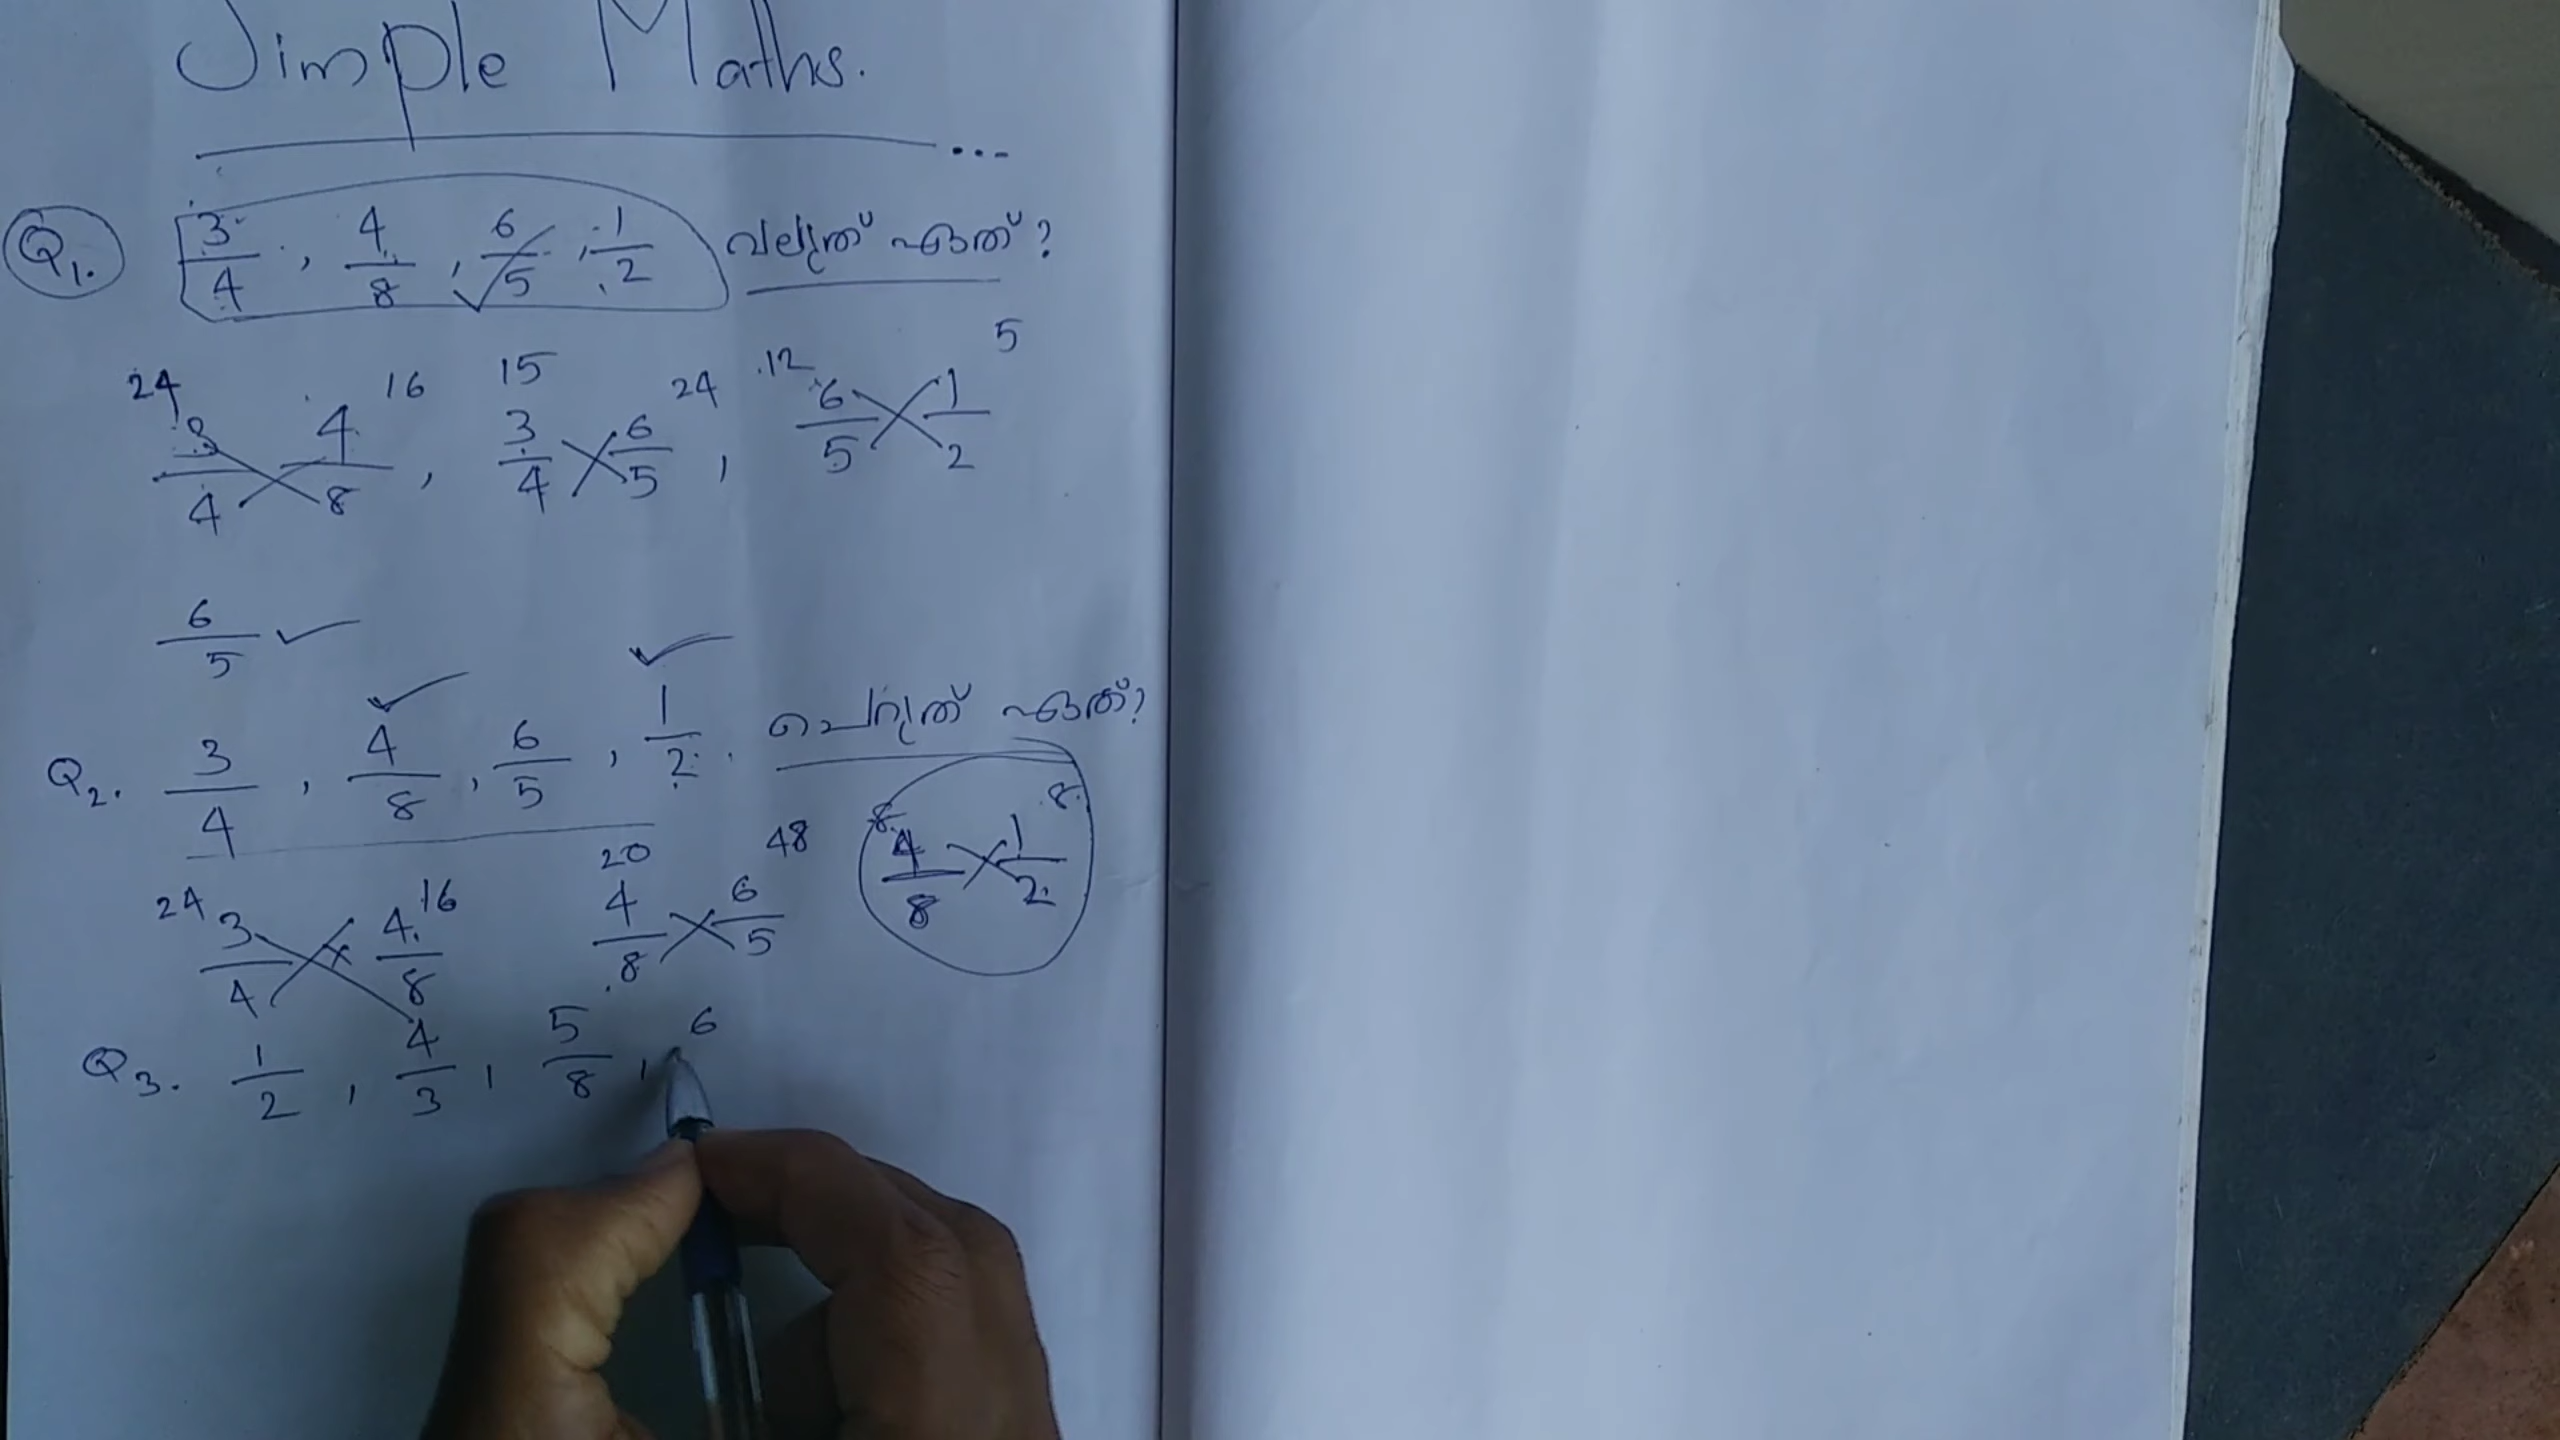 Simple Maths.
Q1. 3/4, 4/8, 6/5, 1/2 വലുത് ഏത്?
24 16 15 24 12 5
3/4 4/8, 3/4 6/5, 6/5 1/2
6/5 ✓
Q2. 3/4, 4/8, 6/5, 1/2. ചെറുത് ഏത്?
24 16 20 48 8 8
3/4 × 4/8 4/8 6/5 4/8 1/2
Q3. 1/2, 4/3, 5/8, 6